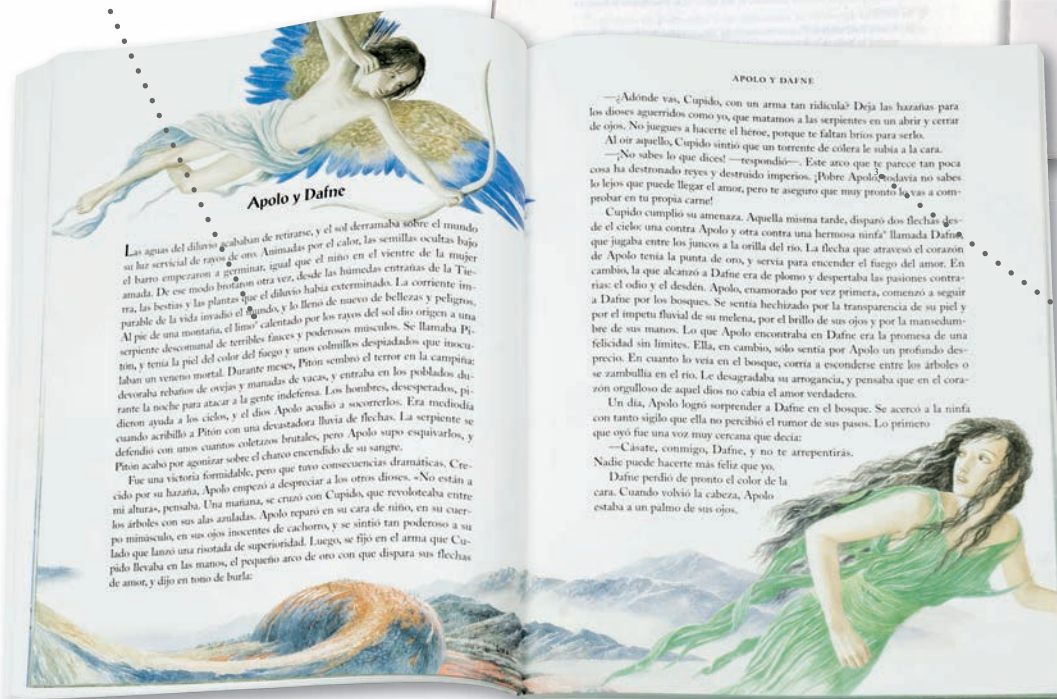 Apolo y Dafne
Las aguas del diluvio acababan de retirarse, y el sol derramaba sobre el mundo
su luz servicial de rayos de oro. Animadas por el calor, las semillas ocultas bajo
el barro empezaron a germinar, igual que el niño en el vientre de la mujer
amada. De ese modo brotaron otra vez, desde las húmedas entrañas de la Tie-
rra, las bestias y las plantas que el diluvio había exterminado. La corriente im-
parable de la vida invadió el mundo, y lo llenó de nuevo de bellezas y peligros.
Al pie de una montaña, el limo* calentado por los rayos del sol dio origen a una
serpiente descomunal de terribles fauces y poderosos músculos. Se llamaba Pi-
tón, y tenía la piel del color del fuego y unos colmillos despiadados que inocu-
laban un veneno mortal. Durante meses, Pitón sembró el terror en la campiña:
devoraba rebaños de ovejas y manadas de vacas, y entraba en los poblados du-
rante la noche para atacar a la gente indefensa. Los hombres, desesperados, pi-
dieron ayuda a los cielos, y el dios Apolo acudió a socorrerlos. Era mediodía
cuando acribilló a Pitón con una devastadora lluvia de flechas. La serpiente se
defendió con unos cuantos coletazos brutales, pero Apolo supo esquivarlos, y
Pitón acabó por agonizar sobre el charco encendido de su sangre.
Fue una victoria formidable, pero que tuvo consecuencias dramáticas. Cre-
cido por su hazaña, Apolo empezó a despreciar a los otros dioses. «No están a
mi altura», pensaba. Una mañana, se cruzó con Cupido, que revoloteaba entre
los árboles con sus alas azuladas. Apolo reparó en su cara de niño, en su cuer-
po minúsculo, en sus ojos inocentes de cachorro, y se sintió tan poderoso a su
lado que lanzó una risotada de superioridad. Luego, se fijó en el arma que Cu-
pido llevaba en las manos, el pequeño arco de oro con que dispara sus flechas
de amor, y dijo en tono de burla:
APOLO Y DAFNE
—¿Adónde vas, Cupido, con un arma tan ridícula? Deja las hazañas para
los dioses aguerridos como yo, que matamos a las serpientes en un abrir y cerrar
de ojos. No juegues a hacerte el héroe, porque te faltan bríos para serlo.
Al oír aquello, Cupido sintió que un torrente de cólera le subía a la cara.
—¡No sabes lo que dices! —respondió—. Este arco que te parece tan poca
cosa ha destronado reyes y destruido imperios. ¡Pobre Apolo, todavía no sabes
lo lejos que puede llegar el amor, pero te aseguro que muy pronto lo vas a com-
probar en tu propia carne!
Cupido cumplió su amenaza. Aquella misma tarde, disparó dos flechas des-
de el cielo: una contra Apolo y otra contra una hermosa ninfa* llamada Dafne,
que jugaba entre los juncos a la orilla del río. La flecha que atravesó el corazón
de Apolo tenía la punta de oro, y servía para encender el fuego del amor. En
cambio, la que alcanzó a Dafne era de plomo y despertaba las pasiones contra-
rias: el odio y el desdén. Apolo, enamorado por vez primera, comenzó a seguir
a Dafne por los bosques. Se sentía hechizado por la transparencia de su piel y
por el ímpetu fluvial de su melena, por el brillo de sus ojos y por la mansedum-
bre de sus manos. Lo que Apolo encontraba en Dafne era la promesa de una
felicidad sin límites. Ella, en cambio, sólo sentía por Apolo un profundo des-
precio. En cuanto lo veía en el bosque, corría a esconderse entre los árboles o
se zambullía en el río. Le desagradaba su arrogancia, y pensaba que en el cora-
zón orgulloso de aquel dios no cabía el amor verdadero.
Un día, Apolo logró sorprender a Dafne en el bosque. Se acercó a la ninfa
con tanto sigilo que ella no percibió el rumor de sus pasos. Lo primero
que oyó fue una voz muy cercana que decía:
—Cásate, conmigo, Dafne, y no te arrepentirás.
Nadie puede hacerte más feliz que yo.
Dafne perdió de pronto el color de la
cara. Cuando volvió la cabeza, Apolo
estaba a un palmo de sus ojos.